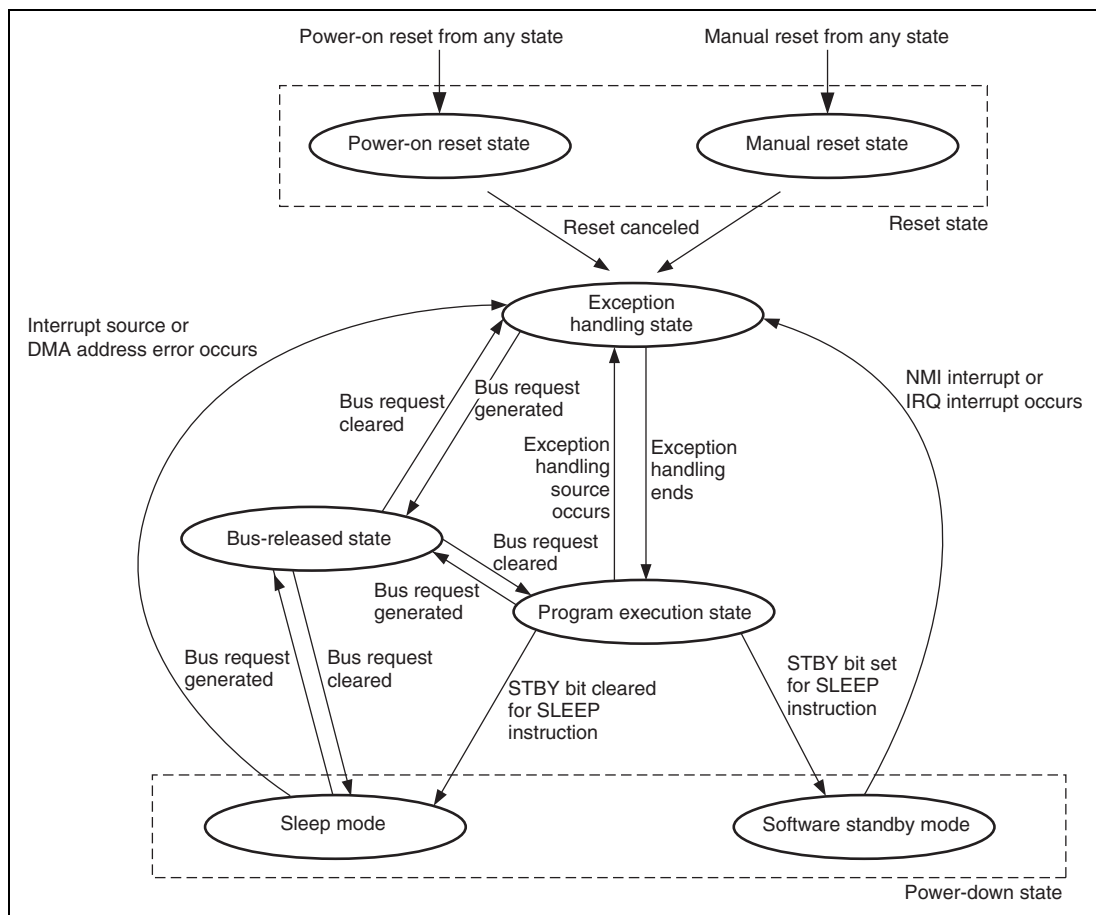 Power-on reset from any state
Manual reset from any state
Power-on reset state
Manual reset state
Reset canceled
Reset state
Exception
handling state
Interrupt source or
DMA address error occurs
NMI interrupt or
IRQ interrupt occurs
Bus request
cleared
Bus request
generated
Exception
handling
source
occurs
Exception
handling
ends
Bus-released state
Bus request
cleared
Bus request
generated
Program execution state
Bus request
generated
Bus request
cleared
STBY bit cleared
for SLEEP
instruction
STBY bit set
for SLEEP
instruction
Sleep mode
Software standby mode
Power-down state